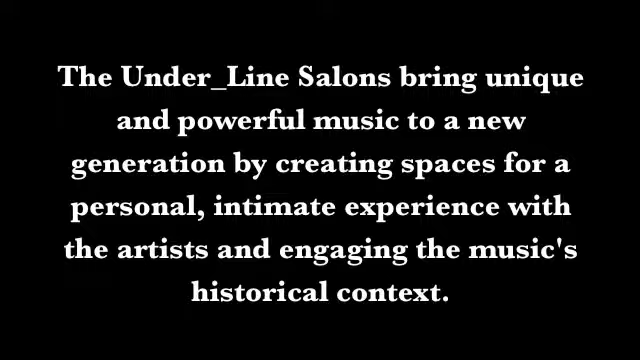 The Under_Line Salons bring unique
and powerful music to a new
generation by creating spaces for a
personal, intimate experience with
the artists and engaging the music's
historical context.